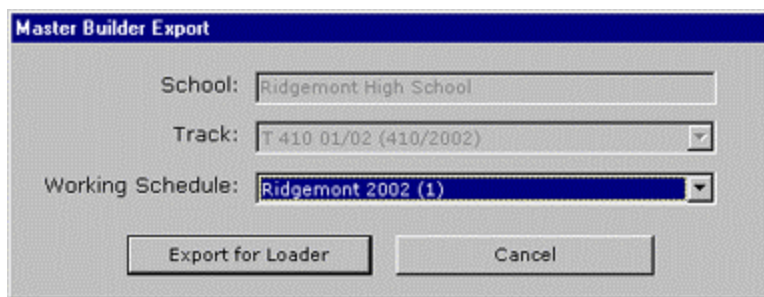 Master Builder Export
School: Ridgemont High School
Track: T 410 01/02 (410/2002)
Working Schedule: Ridgemont 2002 (1)
Export for Loader Cancel